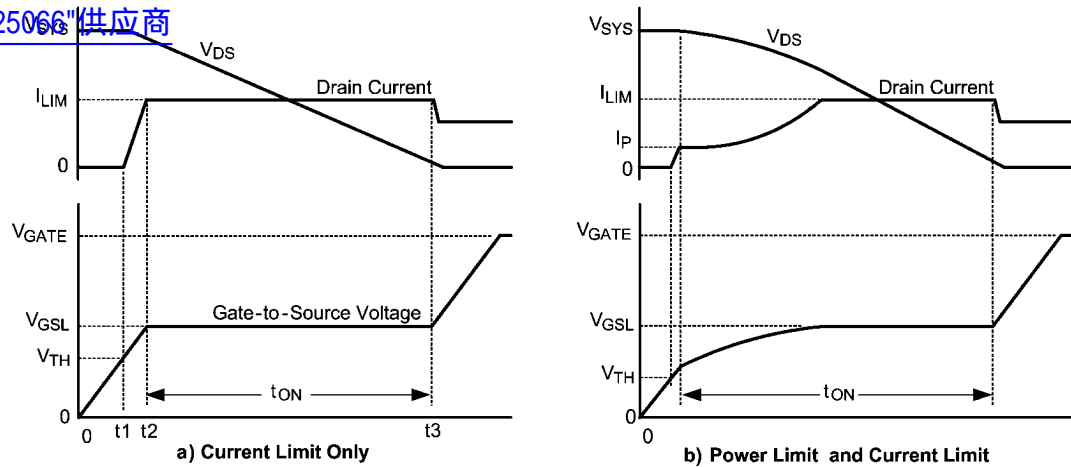 25066"供应商
VSYS
VDS
Drain Current
ILIM
0
VGATE
VGSL
Gate-to-Source Voltage
VTH
tON
0
0
t1
t2
t3
a) Current Limit Only
VSYS
VDS
Drain Current
ILIM
IP
0
VGATE
VGSL
VTH
tON
0
0
b) Power Limit and Current Limit